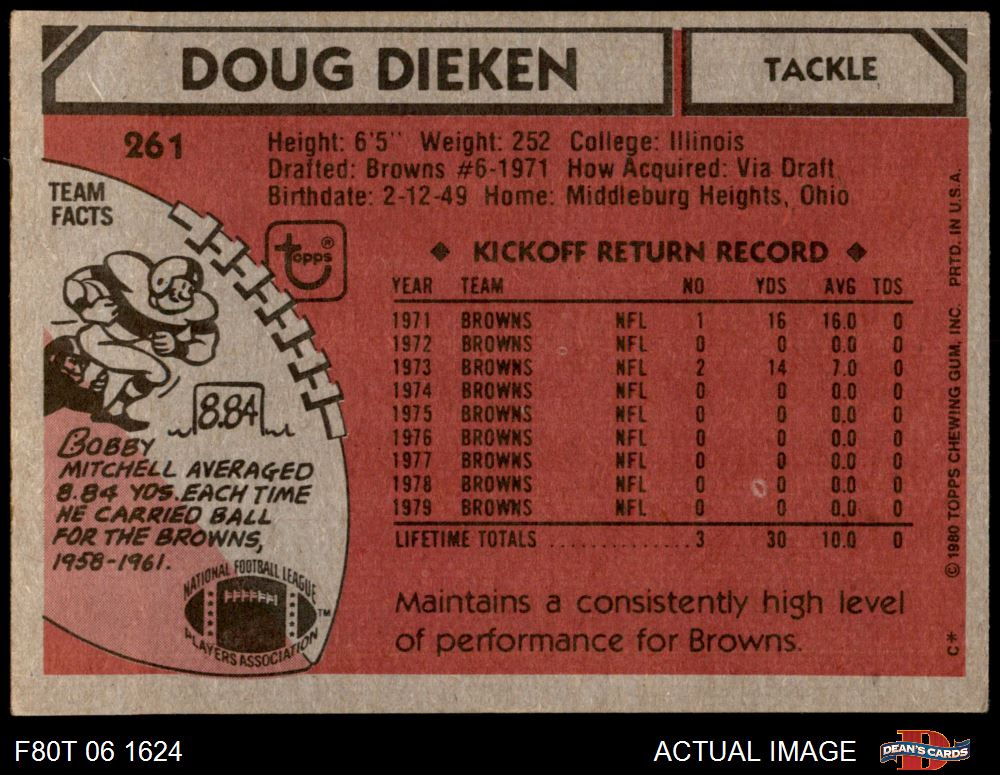 DOUG DIEKEN
TACKLE
261
Height: 6'5" Weight: 252 College: Illinois
Drafted: Browns #6-1971 How Acquired: Via Draft
Birthdate: 2-12-49 Home: Middleburg Heights, Ohio
TEAM
FACTS
topps®
◆ KICKOFF RETURN RECORD ◆
YEAR TEAM NO YDS AVG TDS
1971 BROWNS NFL 1 16 16.0 0
1972 BROWNS NFL 0 0 0.0 0
1973 BROWNS NFL 2 14 7.0 0
1974 BROWNS NFL 0 0 0.0 0
1975 BROWNS NFL 0 0 0.0 0
1976 BROWNS NFL 0 0 0.0 0
1977 BROWNS NFL 0 0 0.0 0
1978 BROWNS NFL 0 0 0.0 0
1979 BROWNS NFL 0 0 0.0 0
LIFETIME TOTALS ..............3 30 10.0 0
8.84
BOBBY
MITCHELL AVERAGED
8.84 YDS. EACH TIME
HE CARRIED BALL
FOR THE BROWNS,
1958-1961.
NATIONAL FOOTBALL LEAGUE
PLAYERS ASSOCIATION
TM
Maintains a consistently high level
of performance for Browns.
© 1980 TOPPS CHEWING GUM, INC. PRTD. IN U.S.A.
C*
F80T 06 1624
ACTUAL IMAGE
DEAN'S CARDS